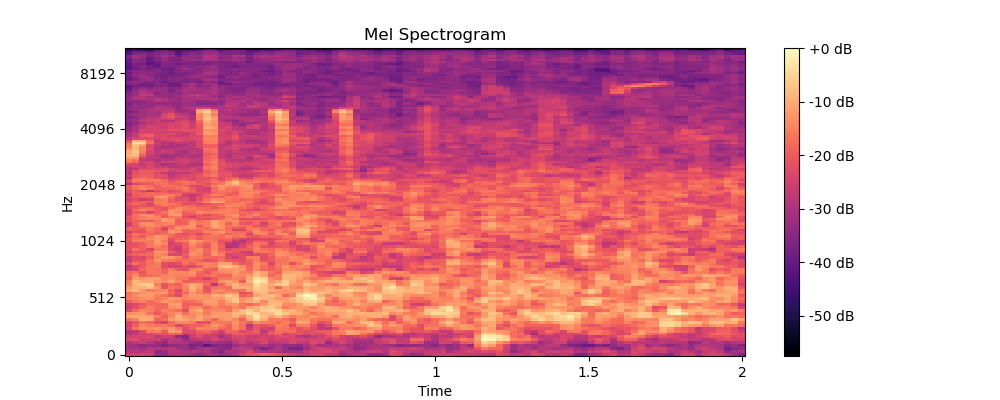 Mel Spectrogram
Hz
8192
4096
2048
1024
512
0
0 0.5 1 1.5 2
Time
+0 dB
-10 dB
-20 dB
-30 dB
-40 dB
-50 dB